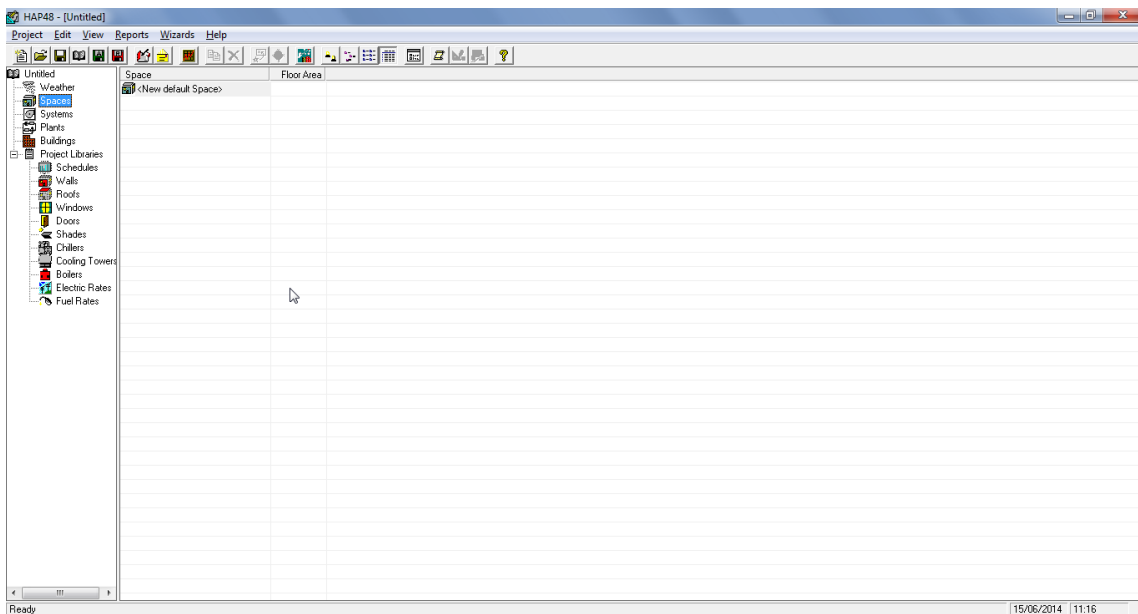 HAP48 - [Untitled]
Project Edit View Reports Wizards Help
Untitled
Weather
Spaces
Systems
Plants
Buildings
Project Libraries
Schedules
Walls
Roofs
Windows
Doors
Shades
Chillers
Cooling Towers
Boilers
Electric Rates
Fuel Rates
Space Floor Area
<New default Space>
Ready 15/06/2014 11:16